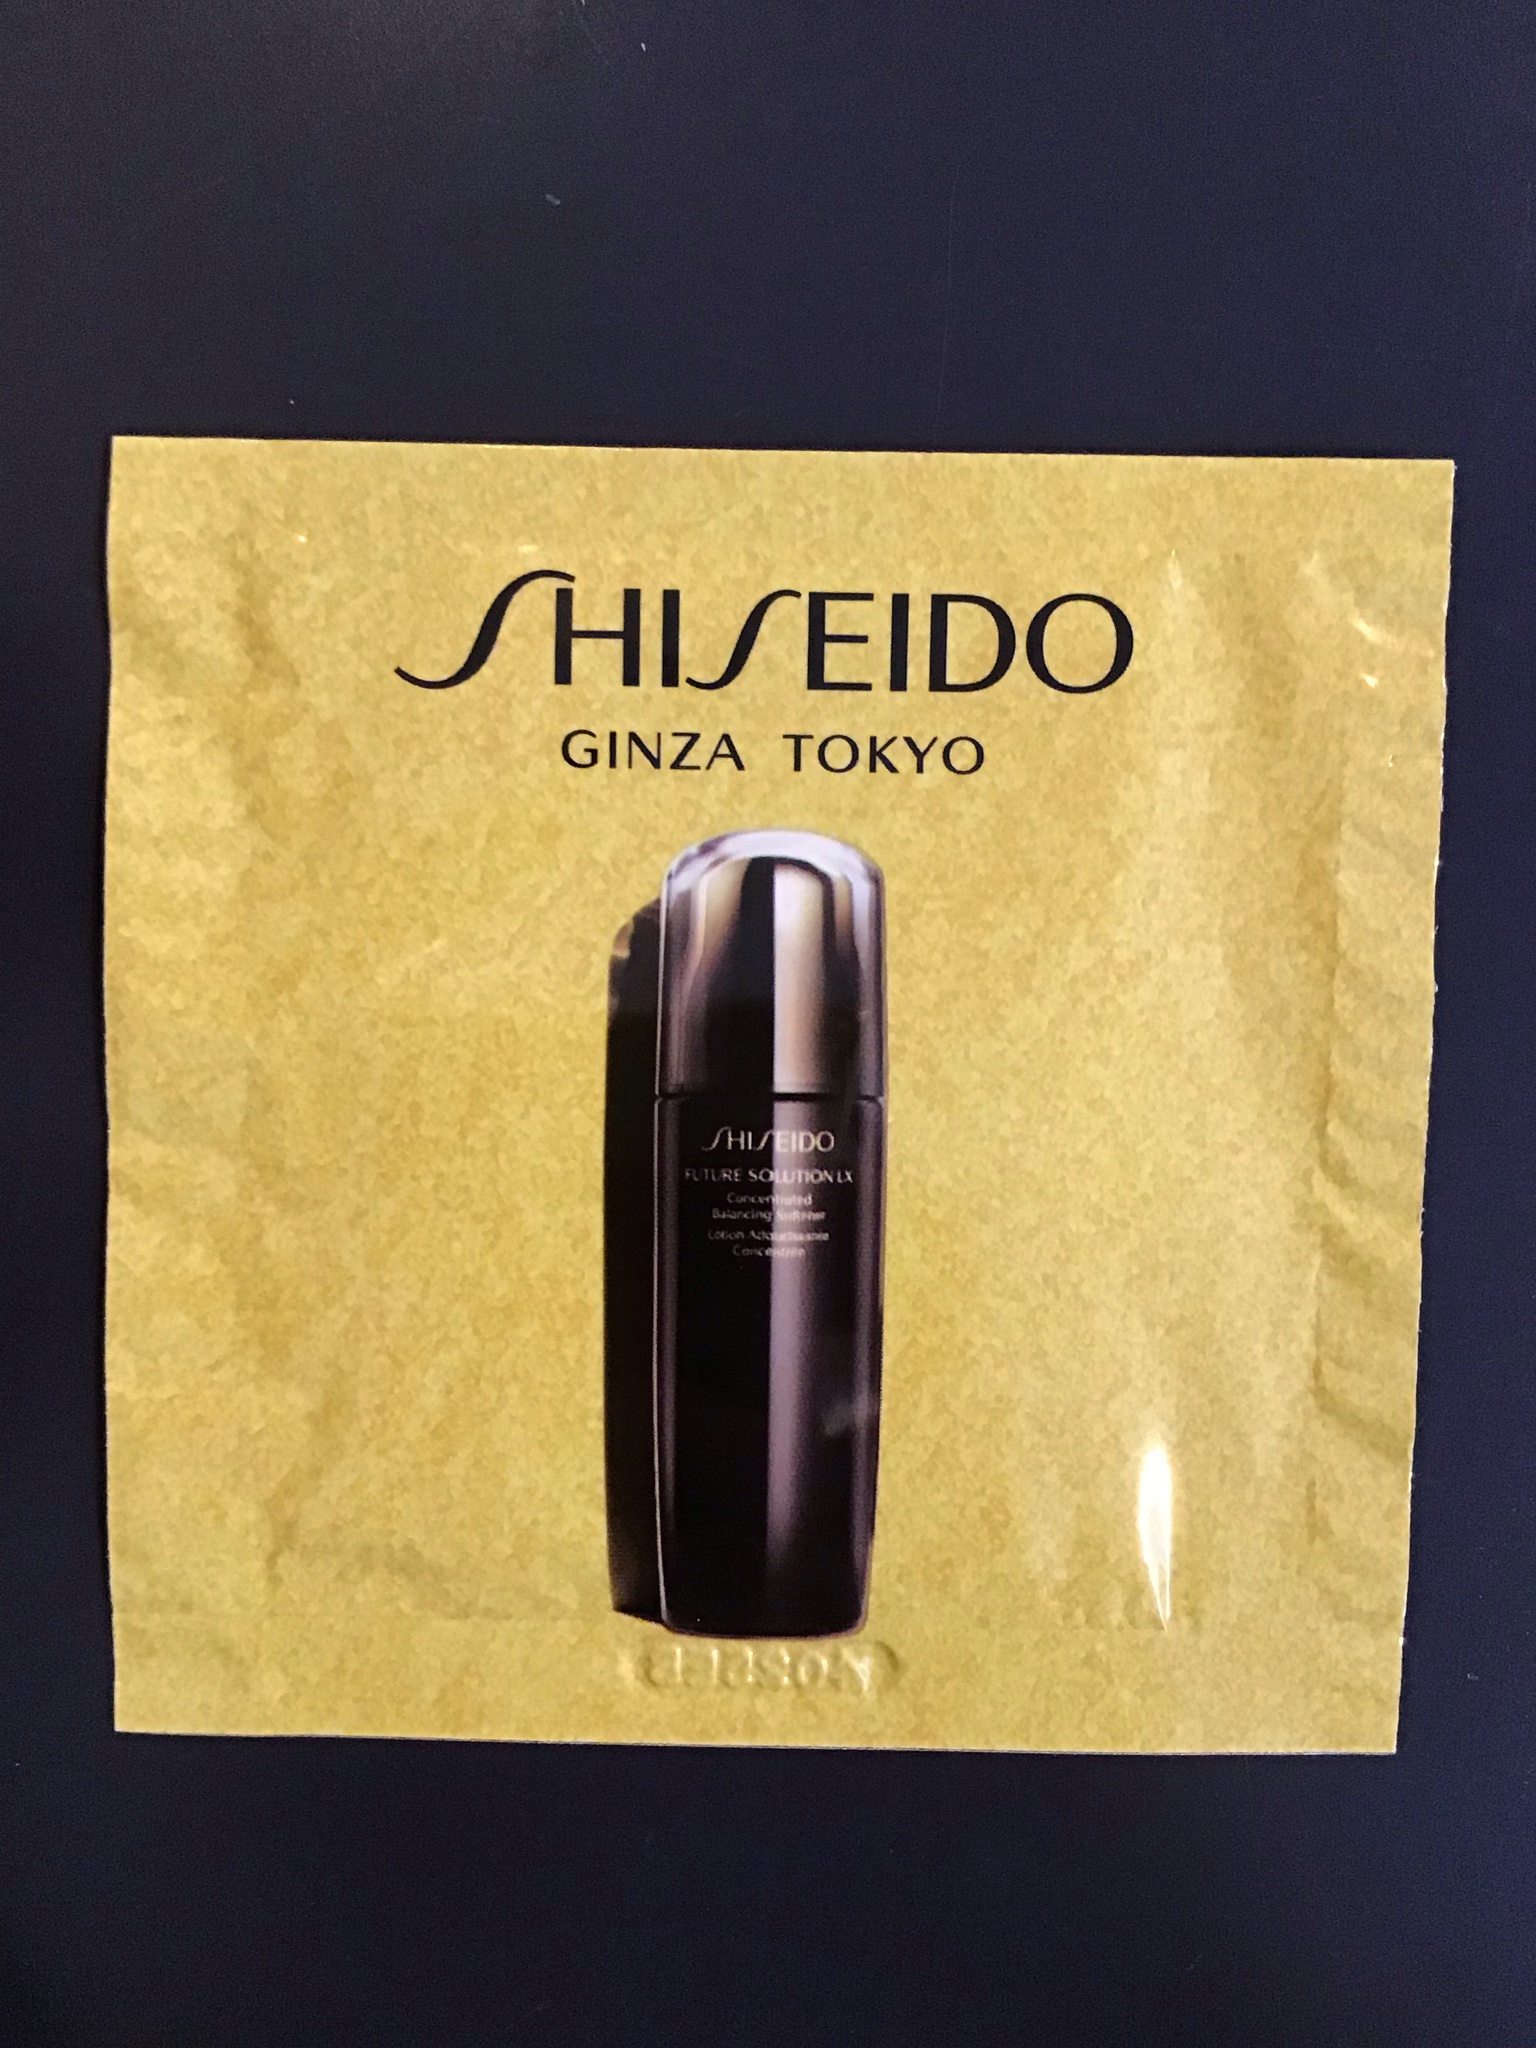 SHISEIDO
GINZA TOKYO
SHISEIDO
FUTURE SOLUTION LX
Concentrated
Balancing Softener
Lotion Adoucissante
Concentrée